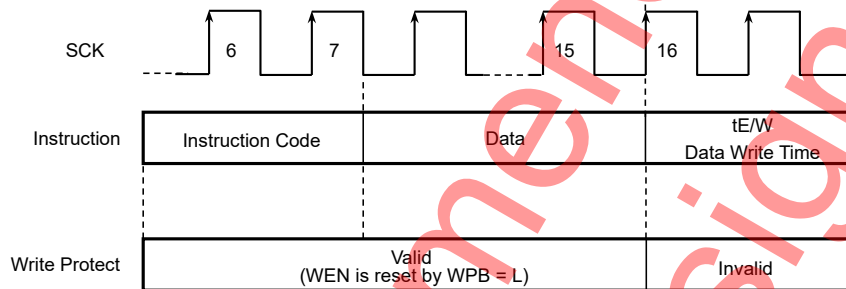 SCK
6
7
15
16
Instruction
Instruction Code
Data
tE/W
Data Write Time
Write Protect
Valid
(WEN is reset by WPB = L)
Invalid